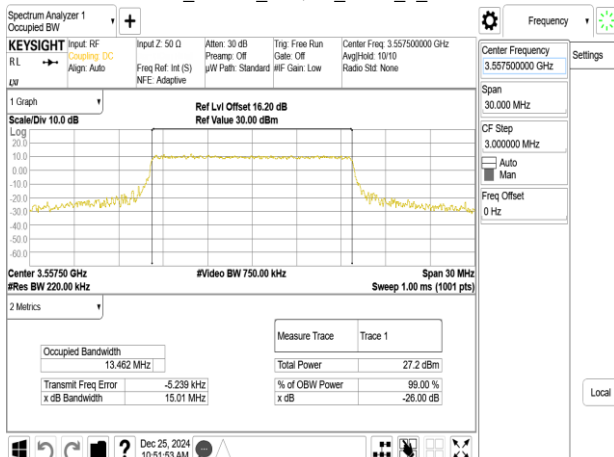 Spectrum Analyzer 1
Occupied BW
Frequency
KEYSIGHT
RL
Input: RF
Coupling: DC
Align: Auto
Input Z: 50 Ω
Freq Ref: Int (S)
NFE: Adaptive
Atten: 30 dB
Preamp: Off
µW Path: Standard
Trig: Free Run
Gate: Off
#IF Gain: Low
Center Freq: 3.557500000 GHz
Avg|Hold: 10/10
Radio Std: None
Center Frequency
3.557500000 GHz
Settings
Span
30.000 MHz
CF Step
3.000000 MHz
Auto
Man
Freq Offset
0 Hz
Local
1 Graph
Scale/Div 10.0 dB
Ref Lvl Offset 16.20 dB
Ref Value 30.00 dBm
Log
20.0
10.0
0.00
-10.0
-20.0
-30.0
-40.0
-50.0
-60.0
Center 3.55750 GHz
#Res BW 220.00 kHz
#Video BW 750.00 kHz
Span 30 MHz
Sweep 1.00 ms (1001 pts)
2 Metrics
Measure Trace Trace 1
Occupied Bandwidth
13.462 MHz
Total Power 27.2 dBm
Transmit Freq Error -5.239 kHz
% of OBW Power 99.00 %
x dB Bandwidth 15.01 MHz
x dB -26.00 dB
?
Dec 25, 2024
10:51:53 AM